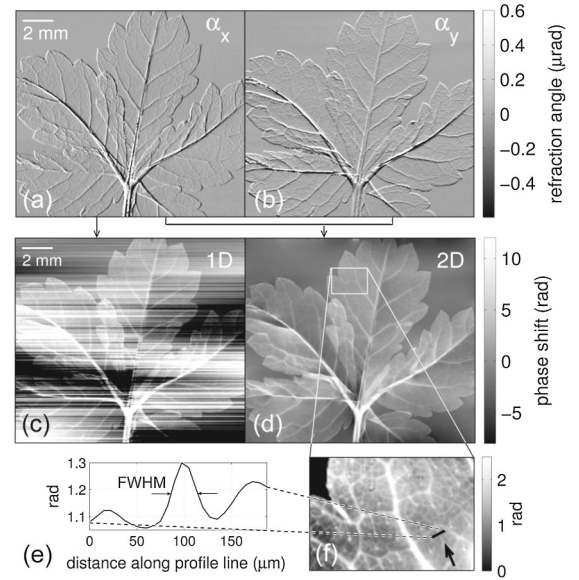 2 mm
αx
αy
(a)
(b)
0.6
0.4
0.2
0
−0.2
−0.4
refraction angle (μrad)
2 mm
1D
2D
(c)
(d)
10
5
0
−5
phase shift (rad)
1.3
1.2
1.1
rad
FWHM
0
50
100
150
distance along profile line (μm)
(e)
(f)
2
1
0
rad